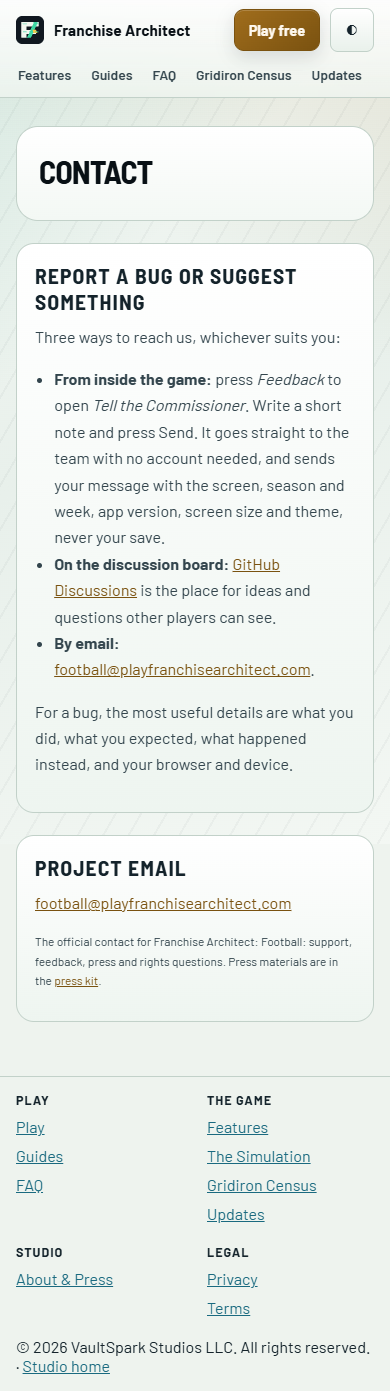 Franchise Architect
Play free
Features Guides FAQ Gridiron Census Updates
CONTACT
REPORT A BUG OR SUGGEST
SOMETHING
Three ways to reach us, whichever suits you:
• From inside the game: press Feedback to
open Tell the Commissioner. Write a short
note and press Send. It goes straight to the
team with no account needed, and sends
your message with the screen, season and
week, app version, screen size and theme,
never your save.
• On the discussion board: GitHub
Discussions is the place for ideas and
questions other players can see.
• By email:
football@playfranchisearchitect.com.
For a bug, the most useful details are what you
did, what you expected, what happened
instead, and your browser and device.
PROJECT EMAIL
football@playfranchisearchitect.com
The official contact for Franchise Architect: Football: support,
feedback, press and rights questions. Press materials are in
the press kit.
PLAY
Play
Guides
FAQ
THE GAME
Features
The Simulation
Gridiron Census
Updates
STUDIO
About & Press
LEGAL
Privacy
Terms
© 2026 VaultSpark Studios LLC. All rights reserved.
· Studio home